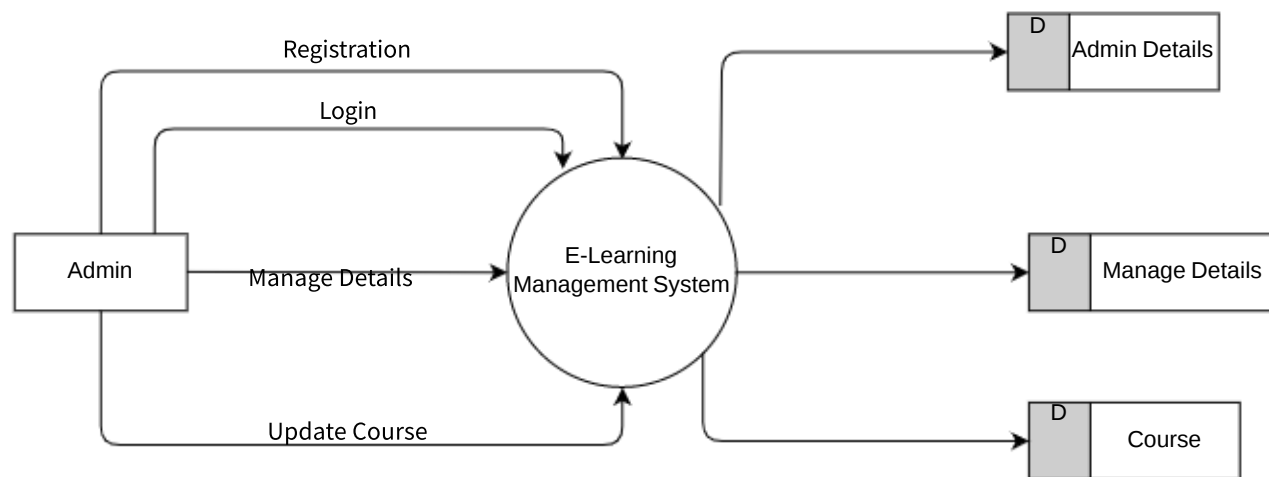 Registration
Login
Admin
Manage Details
Update Course
E-Learning
Management System
D
Admin Details
D
Manage Details
D
Course